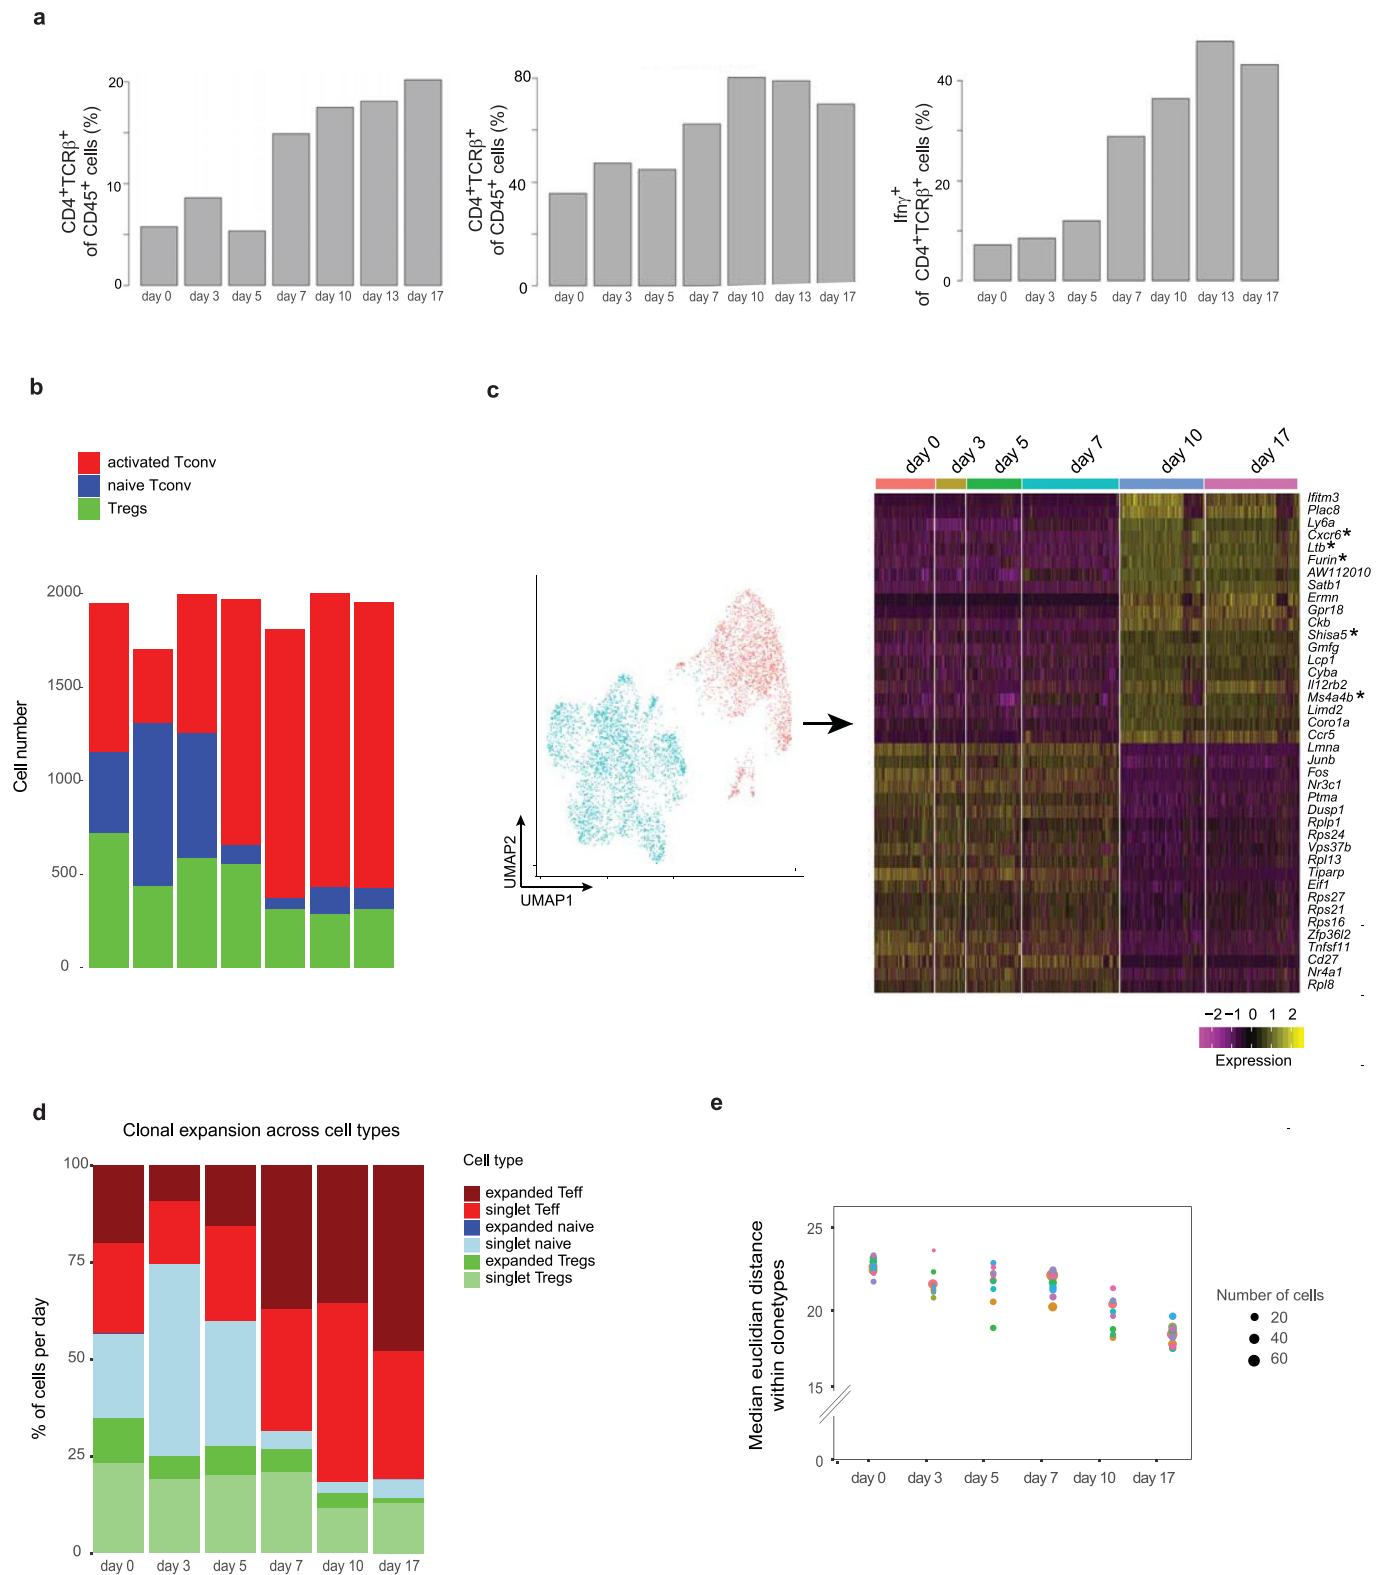 a
CD4+TCRβ+
of CD45+ cells (%)
20
10
0
day 0 day 3 day 5 day 7 day 10 day 13 day 17
CD4+TCRβ+
of CD45+ cells (%)
80
40
0
day 0 day 3 day 5 day 7 day 10 day 13 day 17
Ifnγ+
of CD4+TCRβ+ cells (%)
40
20
0
day 0 day 3 day 5 day 7 day 10 day 13 day 17
b
activated Tconv
naive Tconv
Tregs
Cell number
2000
1500
1000
500
0
c
UMAP2
UMAP1
day 0 day 3 day 5 day 7 day 10 day 17
Ifitm3
Plac8
Ly6a
Cxcr6*
Ltb*
Furin*
AW112010
Satb1
Ermn
Gpr18
Ckb
Shisa5*
Gmfg
Lcp1
Cyba
Il12rb2
Ms4a4b*
Limd2
Coro1a
Ccr5
Lmna
Junb
Fos
Nr3c1
Ptma
Dusp1
Rplp1
Rps24
Vps37b
Rpl13
Tiparp
Eif1
Rps27
Rps21
Rps16
Zfp36l2
Tnfsf11
Cd27
Nr4a1
Rpl8
−2 −1 0 1 2
Expression
d
Clonal expansion across cell types
% of cells per day
100
75
50
25
0
day 0 day 3 day 5 day 7 day 10 day 17
Cell type
expanded Teff
singlet Teff
expanded naive
singlet naive
expanded Tregs
singlet Tregs
e
Median euclidian distance
within clonetypes
25
20
15
0
day 0 day 3 day 5 day 7 day 10 day 17
Number of cells
20
40
60